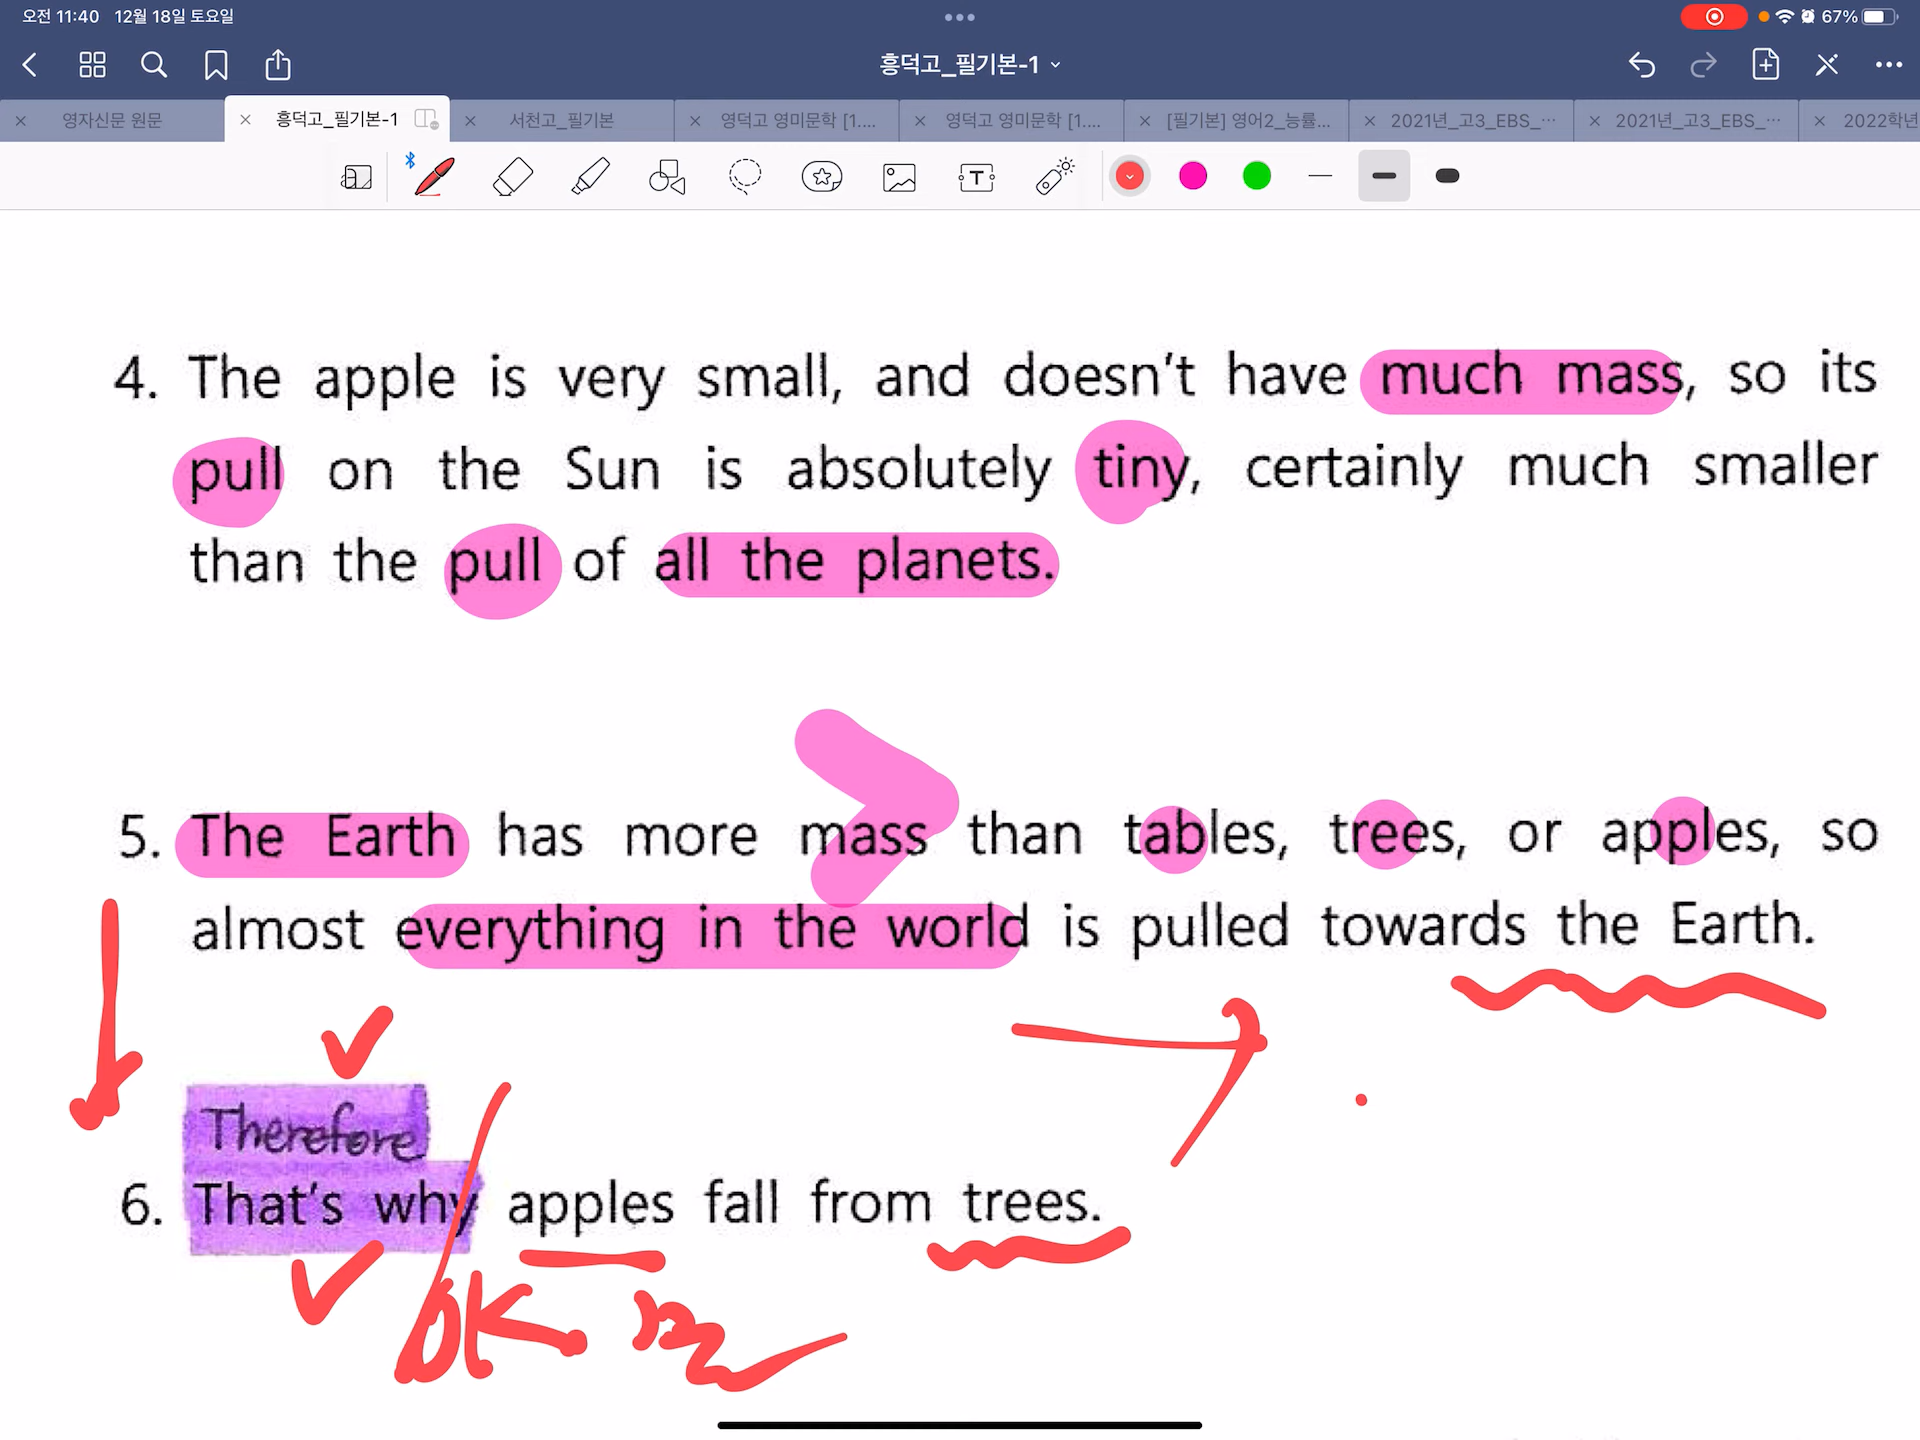 오전 11:40 12월 18일 토요일
67%
흥덕고_필기본-1
영자신문 원문
흥덕고_필기본-1
서천고_필기본
영덕고 영미문학 [1....
영덕고 영미문학 [1....
[필기본] 영어2_능률...
2021년_고3_EBS_...
2021년_고3_EBS_...
2022학년
4. The apple is very small, and doesn't have much mass, so its
pull on the Sun is absolutely tiny, certainly much smaller
than the pull of all the planets.
5. The Earth has more mass than tables, trees, or apples, so
almost everything in the world is pulled towards the Earth.
Therefore
6. That's why apples fall from trees.
OK.